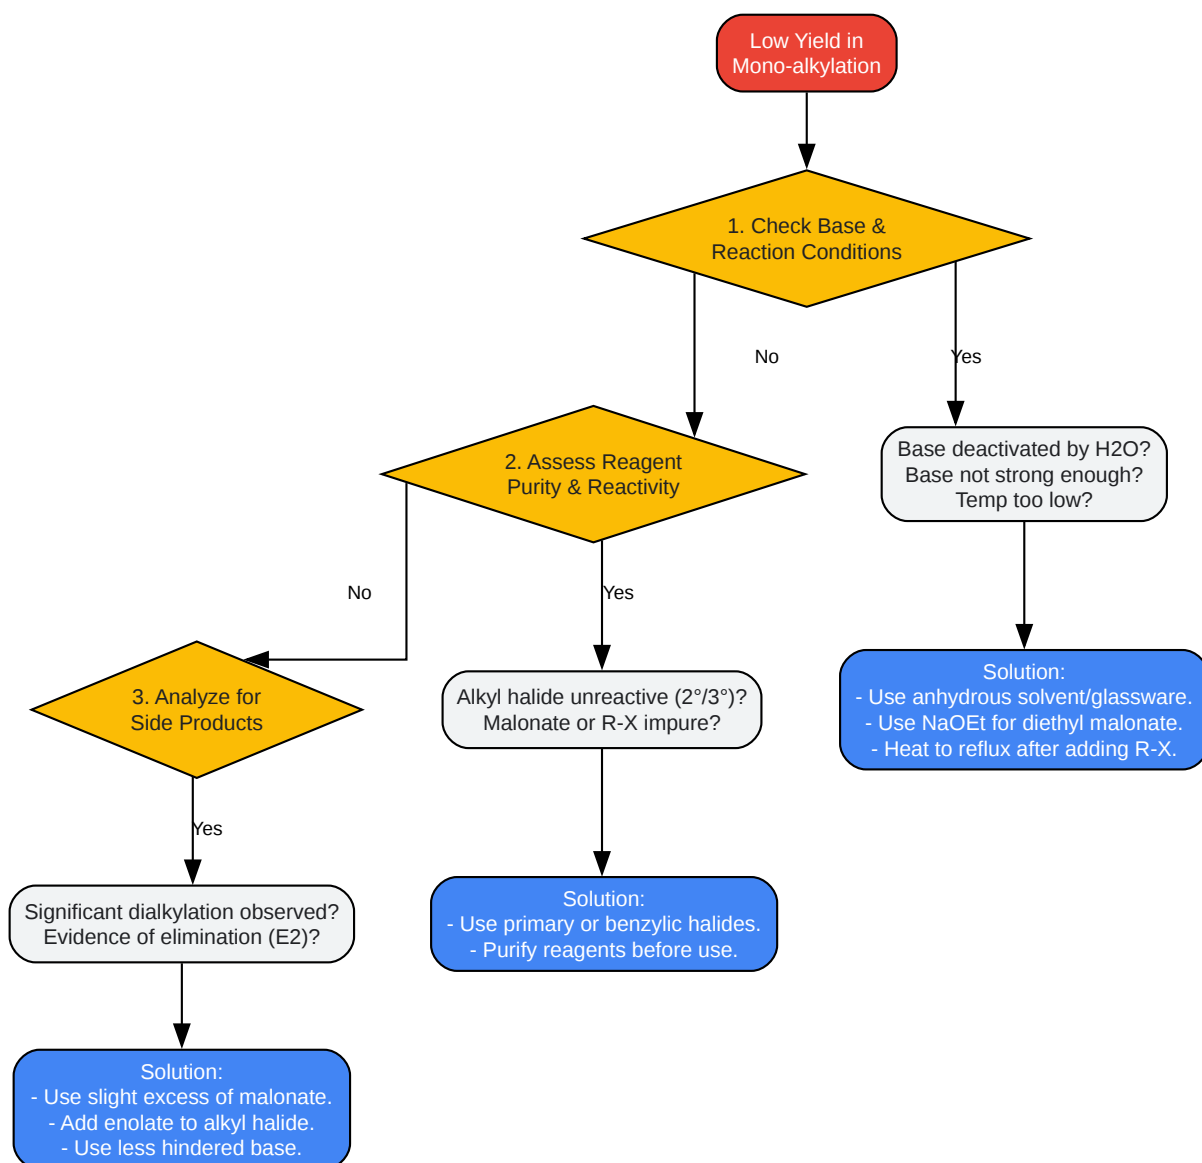 Low Yield in
Mono-alkylation
1. Check Base &
Reaction Conditions
No
Yes
2. Assess Reagent
Purity & Reactivity
Base deactivated by H2O?
Base not strong enough?
Temp too low?
No
Yes
3. Analyze for
Side Products
Alkyl halide unreactive (2°/3°)?
Malonate or R-X impure?
Solution:
- Use anhydrous solvent/glassware.
- Use NaOEt for diethyl malonate.
- Heat to reflux after adding R-X.
Yes
Significant dialkylation observed?
Evidence of elimination (E2)?
Solution:
- Use primary or benzylic halides.
- Purify reagents before use.
Solution:
- Use slight excess of malonate.
- Add enolate to alkyl halide.
- Use less hindered base.